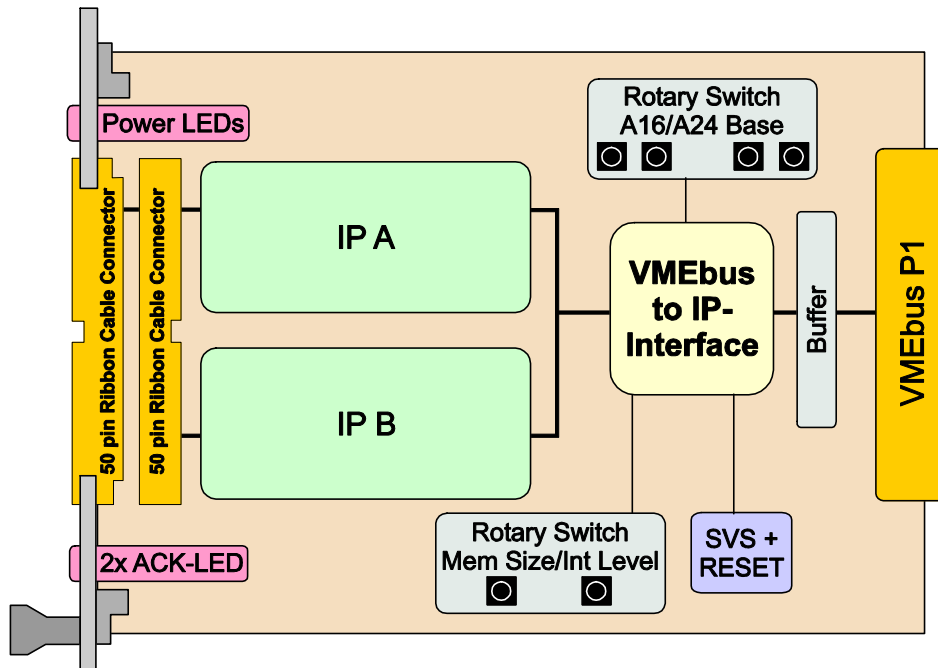 Power LEDs
Rotary Switch
A16/A24 Base
50 pin Ribbon Cable Connector
50 pin Ribbon Cable Connector
IP A
VMEbus
to IP-
Interface
Buffer
VMEbus P1
IP B
2x ACK-LED
Rotary Switch
Mem Size/Int Level
SVS +
RESET